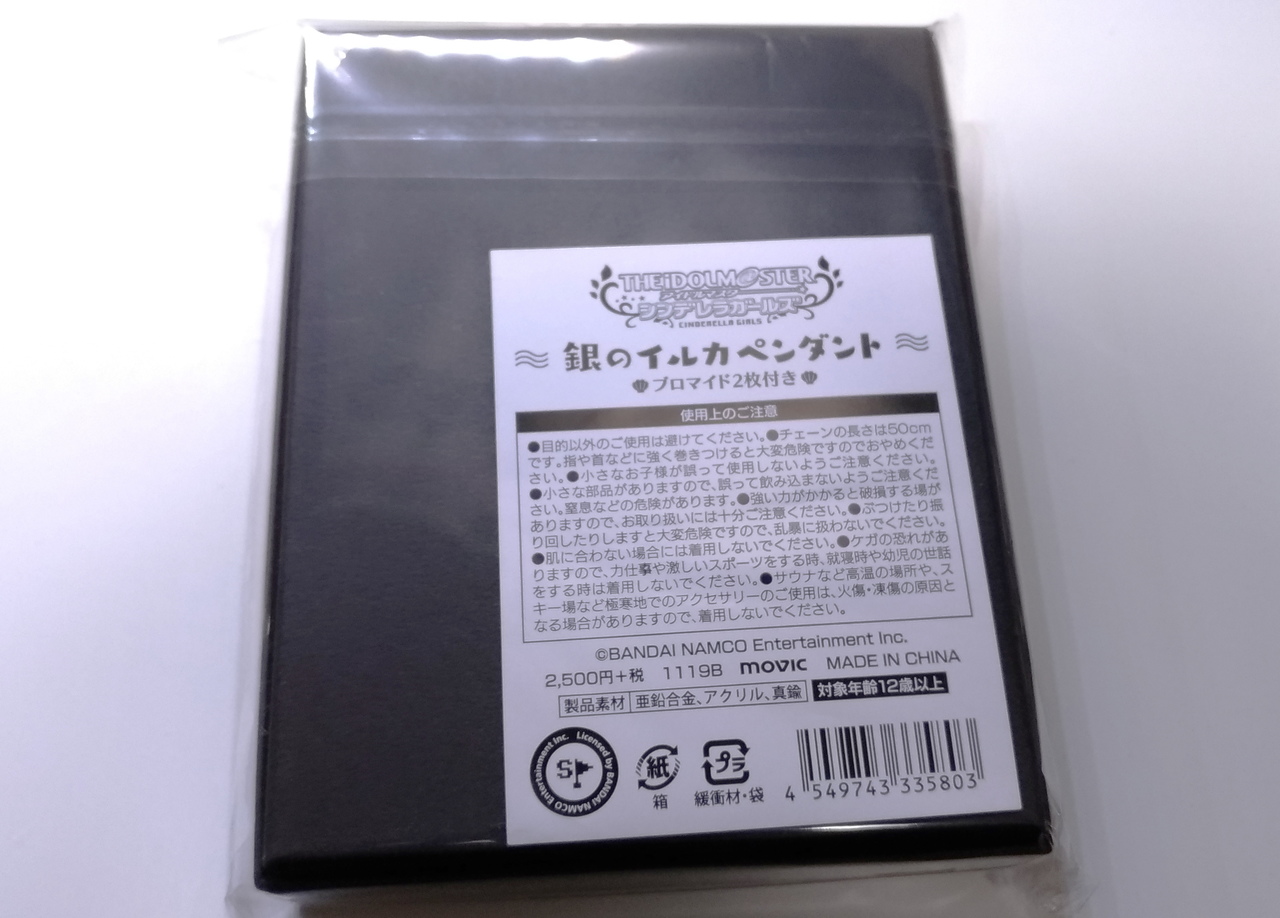 THE iDOLM@STER
アイドルマスター
シンデレラガールズ
CINDERELLA GIRLS
銀のイルカペンダント
ブロマイド2枚付き
使用上のご注意
●目的以外のご使用は避けてください。●チェーンの長さは50cm
です。指や首などに強く巻きつけると大変危険ですのでおやめくだ
さい。●小さなお子様が誤って使用しないようご注意ください。
●小さな部品がありますので、誤って飲み込まないようご注意くだ
さい。窒息などの危険があります。●強い力がかかると破損する場が
ありますので、お取り扱いには十分ご注意ください。●ぶつけたり振
り回したりしますと大変危険ですので、乱暴に扱わないでください。
●肌に合わない場合には着用しないでください。●ケガの恐れがあ
りますので、力仕事や激しいスポーツをする時、就寝時や幼児の世話
をする時は着用しないでください。●サウナなど高温の場所や、ス
キー場など極寒地でのアクセサリーのご使用は、火傷・凍傷の原因と
なる場合がありますので、着用しないでください。
©BANDAI NAMCO Entertainment Inc.
2,500円+税 1119B movic MADE IN CHINA
製品素材 亜鉛合金、アクリル、真鍮 対象年齢12歳以上
Licensed by BANDAI NAMCO Entertainment Inc.
紙
箱
プラ
緩衝材・袋
4 549743 335803